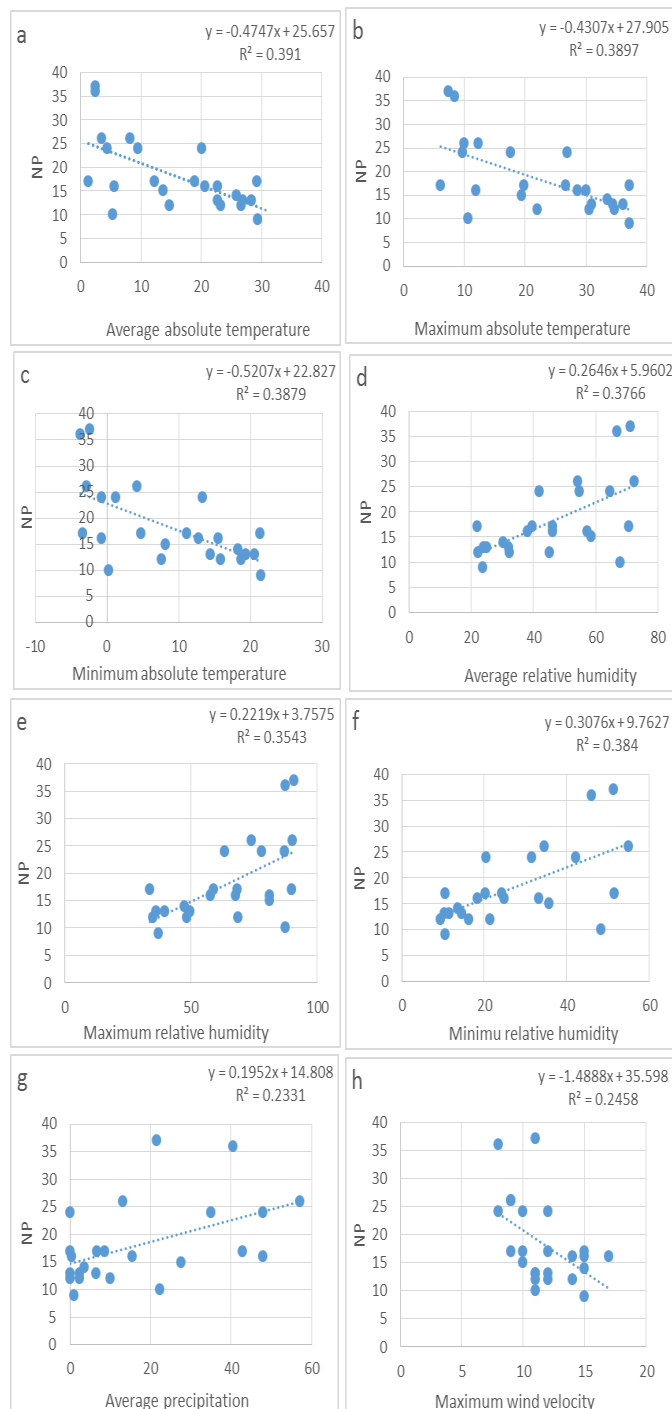 a
y = -0.4747x + 25.657
R² = 0.391
40
35
30
25
20
15
10
5
0
NP
0 10 20 30 40
Average absolute temperature
b
y = -0.4307x + 27.905
R² = 0.3897
40
35
30
25
20
15
10
5
0
NP
0 10 20 30 40
Maximum absolute temperature
c
y = -0.5207x + 22.827
R² = 0.3879
40
35
30
25
20
15
10
5
0
NP
-10 0 10 20 30
Minimum absolute temperature
d
y = 0.2646x + 5.9602
R² = 0.3766
40
35
30
25
20
15
10
5
0
NP
0 20 40 60 80
Average relative humidity
e
y = 0.2219x + 3.7575
R² = 0.3543
40
35
30
25
20
15
10
5
0
NP
0 50 100
Maximum relative humidity
f
y = 0.3076x + 9.7627
R² = 0.384
40
35
30
25
20
15
10
5
0
NP
0 20 40 60
Minimu relative humidity
g
y = 0.1952x + 14.808
R² = 0.2331
40
35
30
25
20
15
10
5
0
NP
0 20 40 60
Average precipitation
h
y = -1.4888x + 35.598
R² = 0.2458
40
35
30
25
20
15
10
5
0
NP
0 5 10 15 20
Maximum wind velocity